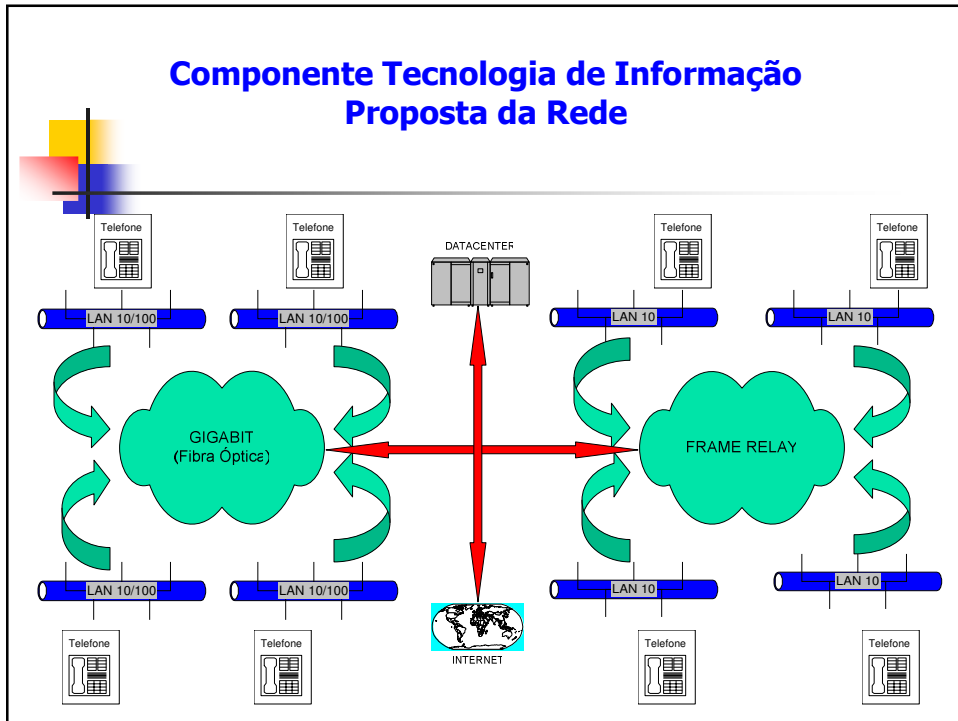 Componente Tecnologia de Informação
Proposta da Rede
Telefone
Telefone
Telefone
Telefone
DATACENTER
LAN 10/100
LAN 10/100
LAN 10
LAN 10
GIGABIT
(Fibra Óptica)
FRAME RELAY
LAN 10/100
LAN 10/100
LAN 10
LAN 10
Telefone
Telefone
INTERNET
Telefone
Telefone